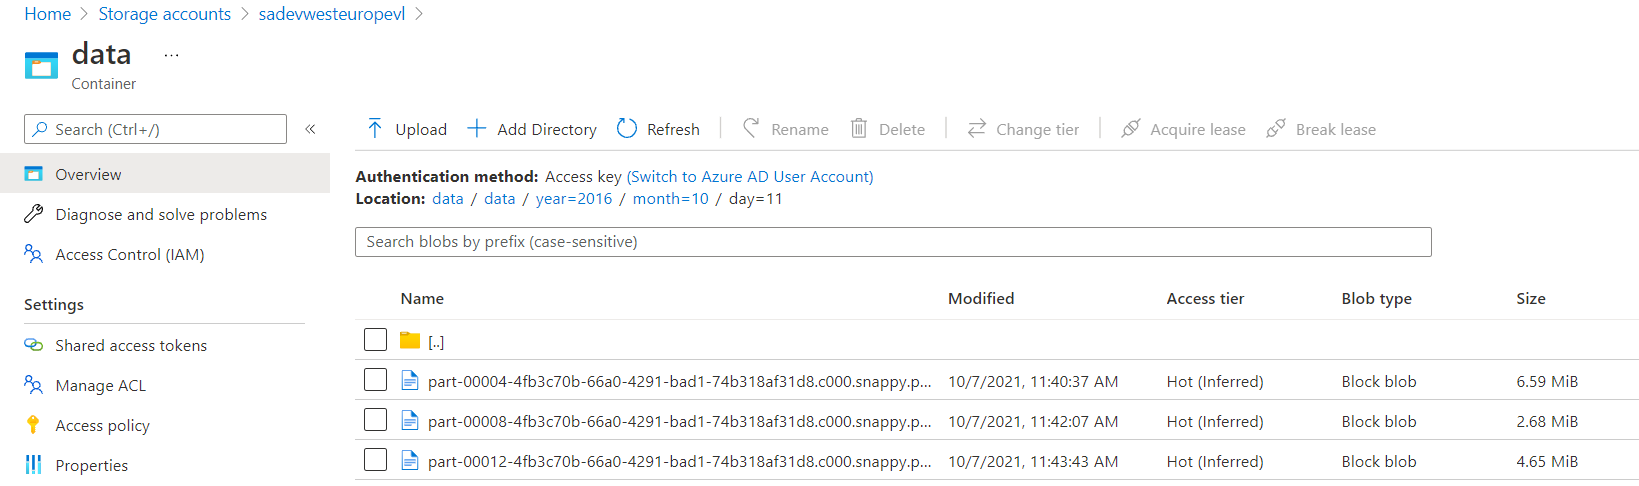 Home > Storage accounts > sadevwesteuropevl >
data ...
Container
Search (Ctrl+/) «
Upload Add Directory Refresh Rename Delete Change tier Acquire lease Break lease
Overview
Authentication method: Access key (Switch to Azure AD User Account)
Location: data / data / year=2016 / month=10 / day=11
Diagnose and solve problems
Search blobs by prefix (case-sensitive)
Access Control (IAM)
Settings
Name Modified Access tier Blob type Size
[..]
Shared access tokens
part-00004-4fb3c70b-66a0-4291-bad1-74b318af31d8.c000.snappy.p... 10/7/2021, 11:40:37 AM Hot (Inferred) Block blob 6.59 MiB
Manage ACL
part-00008-4fb3c70b-66a0-4291-bad1-74b318af31d8.c000.snappy.p... 10/7/2021, 11:42:07 AM Hot (Inferred) Block blob 2.68 MiB
Access policy
part-00012-4fb3c70b-66a0-4291-bad1-74b318af31d8.c000.snappy.p... 10/7/2021, 11:43:43 AM Hot (Inferred) Block blob 4.65 MiB
Properties